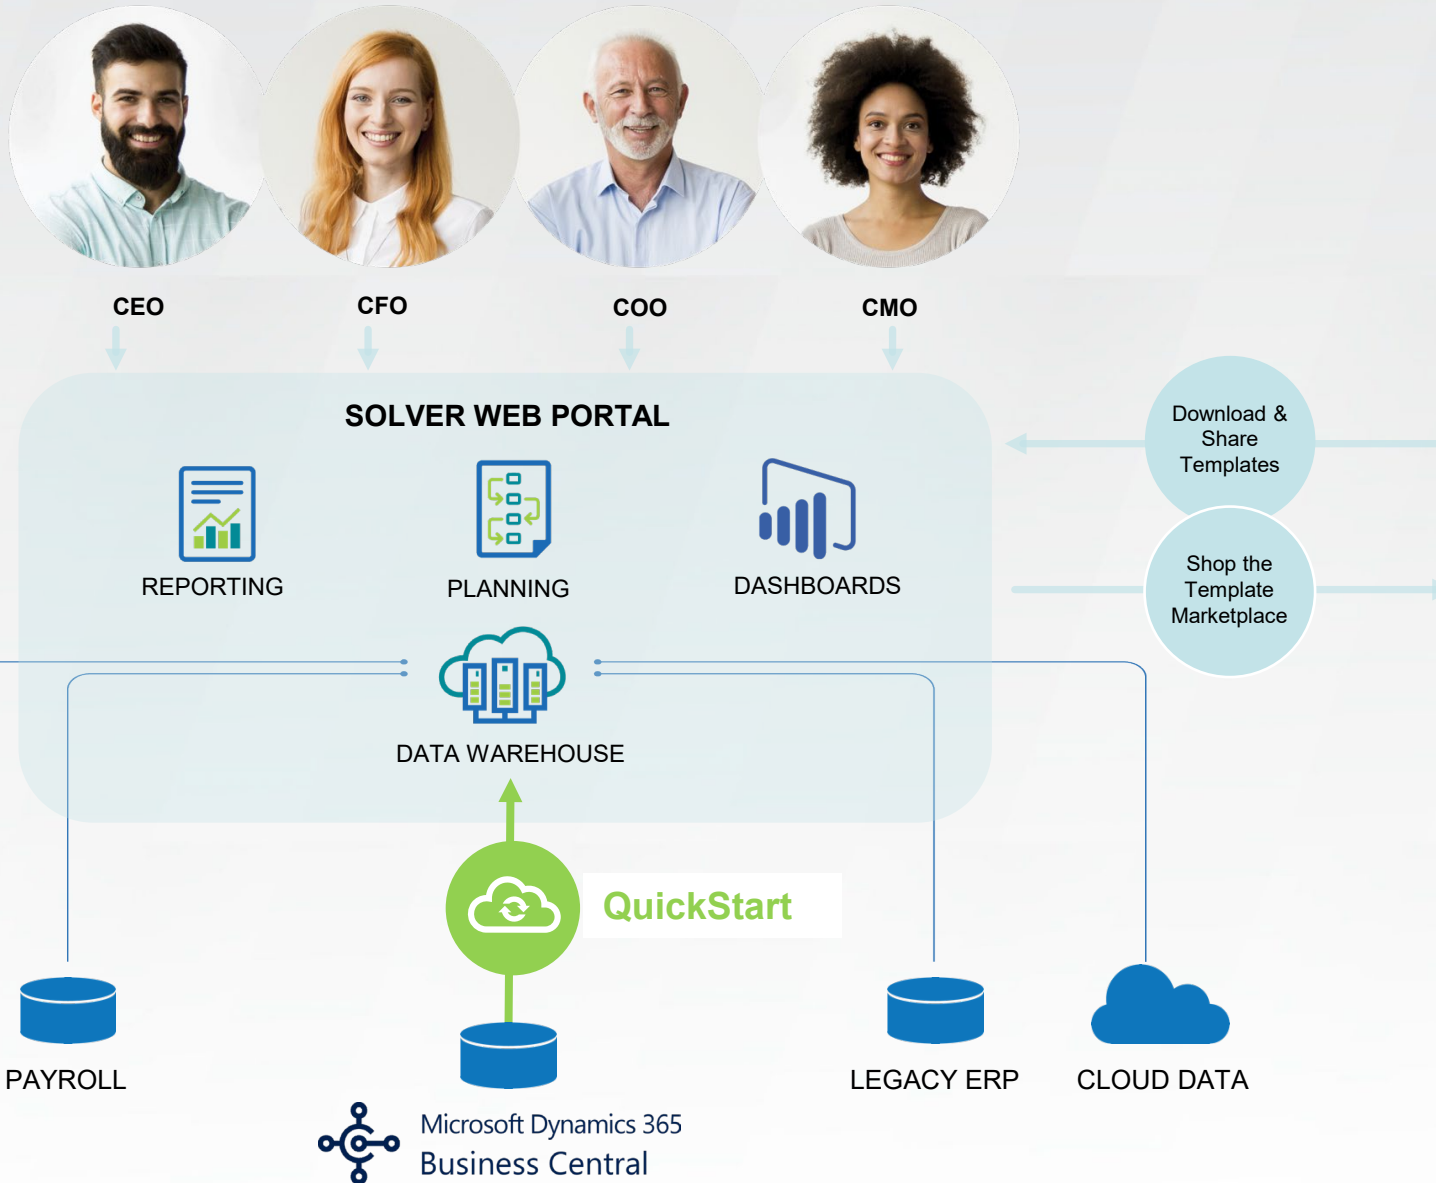 CEO
CFO
COO
CMO
SOLVER WEB PORTAL
Download &
Share
Templates
REPORTING
PLANNING
DASHBOARDS
Shop the
Template
Marketplace
DATA WAREHOUSE
QuickStart
PAYROLL
LEGACY ERP
CLOUD DATA
Microsoft Dynamics 365
Business Central